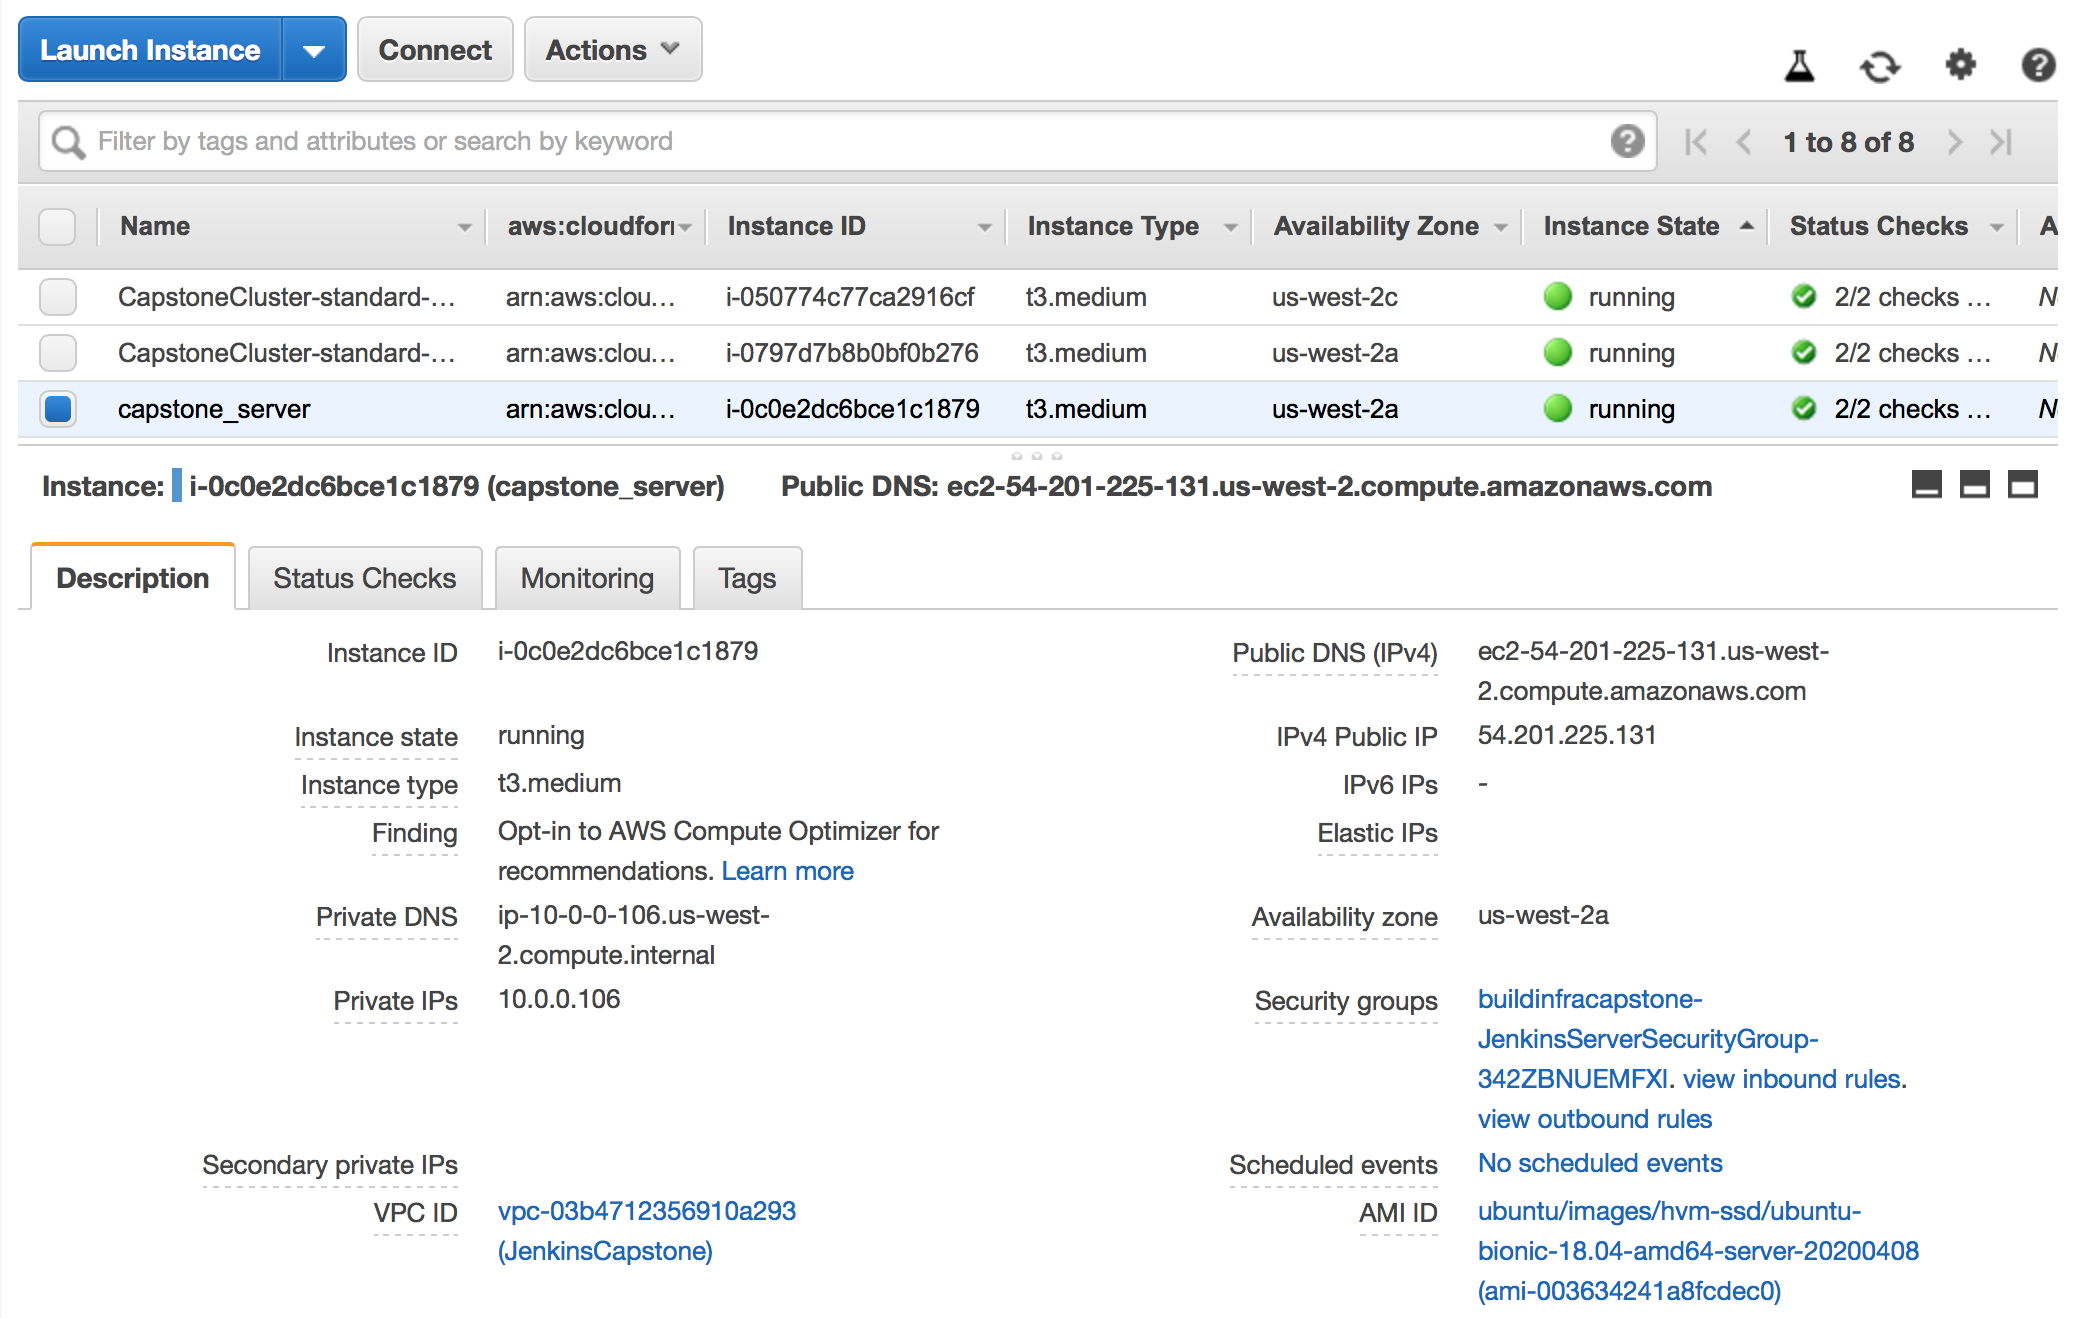 Launch Instance Connect Actions
Filter by tags and attributes or search by keyword 1 to 8 of 8
Name aws:cloudfor Instance ID Instance Type Availability Zone Instance State Status Checks A
CapstoneCluster-standard-… arn:aws:clou… i-050774c77ca2916cf t3.medium us-west-2c running 2/2 checks … N
CapstoneCluster-standard-… arn:aws:clou… i-0797d7b8b0bf0b276 t3.medium us-west-2a running 2/2 checks … N
capstone_server arn:aws:clou… i-0c0e2dc6bce1c1879 t3.medium us-west-2a running 2/2 checks … N
Instance: i-0c0e2dc6bce1c1879 (capstone_server) Public DNS: ec2-54-201-225-131.us-west-2.compute.amazonaws.com
Description Status Checks Monitoring Tags
Instance ID i-0c0e2dc6bce1c1879 Public DNS (IPv4) ec2-54-201-225-131.us-west-
2.compute.amazonaws.com
Instance state running IPv4 Public IP 54.201.225.131
Instance type t3.medium IPv6 IPs -
Finding Opt-in to AWS Compute Optimizer for Elastic IPs
recommendations. Learn more
Private DNS ip-10-0-0-106.us-west- Availability zone us-west-2a
2.compute.internal
Private IPs 10.0.0.106 Security groups buildinfracapstone-
JenkinsServerSecurityGroup-
342ZBNUEMFXI. view inbound rules.
view outbound rules
Secondary private IPs Scheduled events No scheduled events
VPC ID vpc-03b4712356910a293 AMI ID ubuntu/images/hvm-ssd/ubuntu-
(JenkinsCapstone) bionic-18.04-amd64-server-20200408
(ami-003634241a8fcdec0)